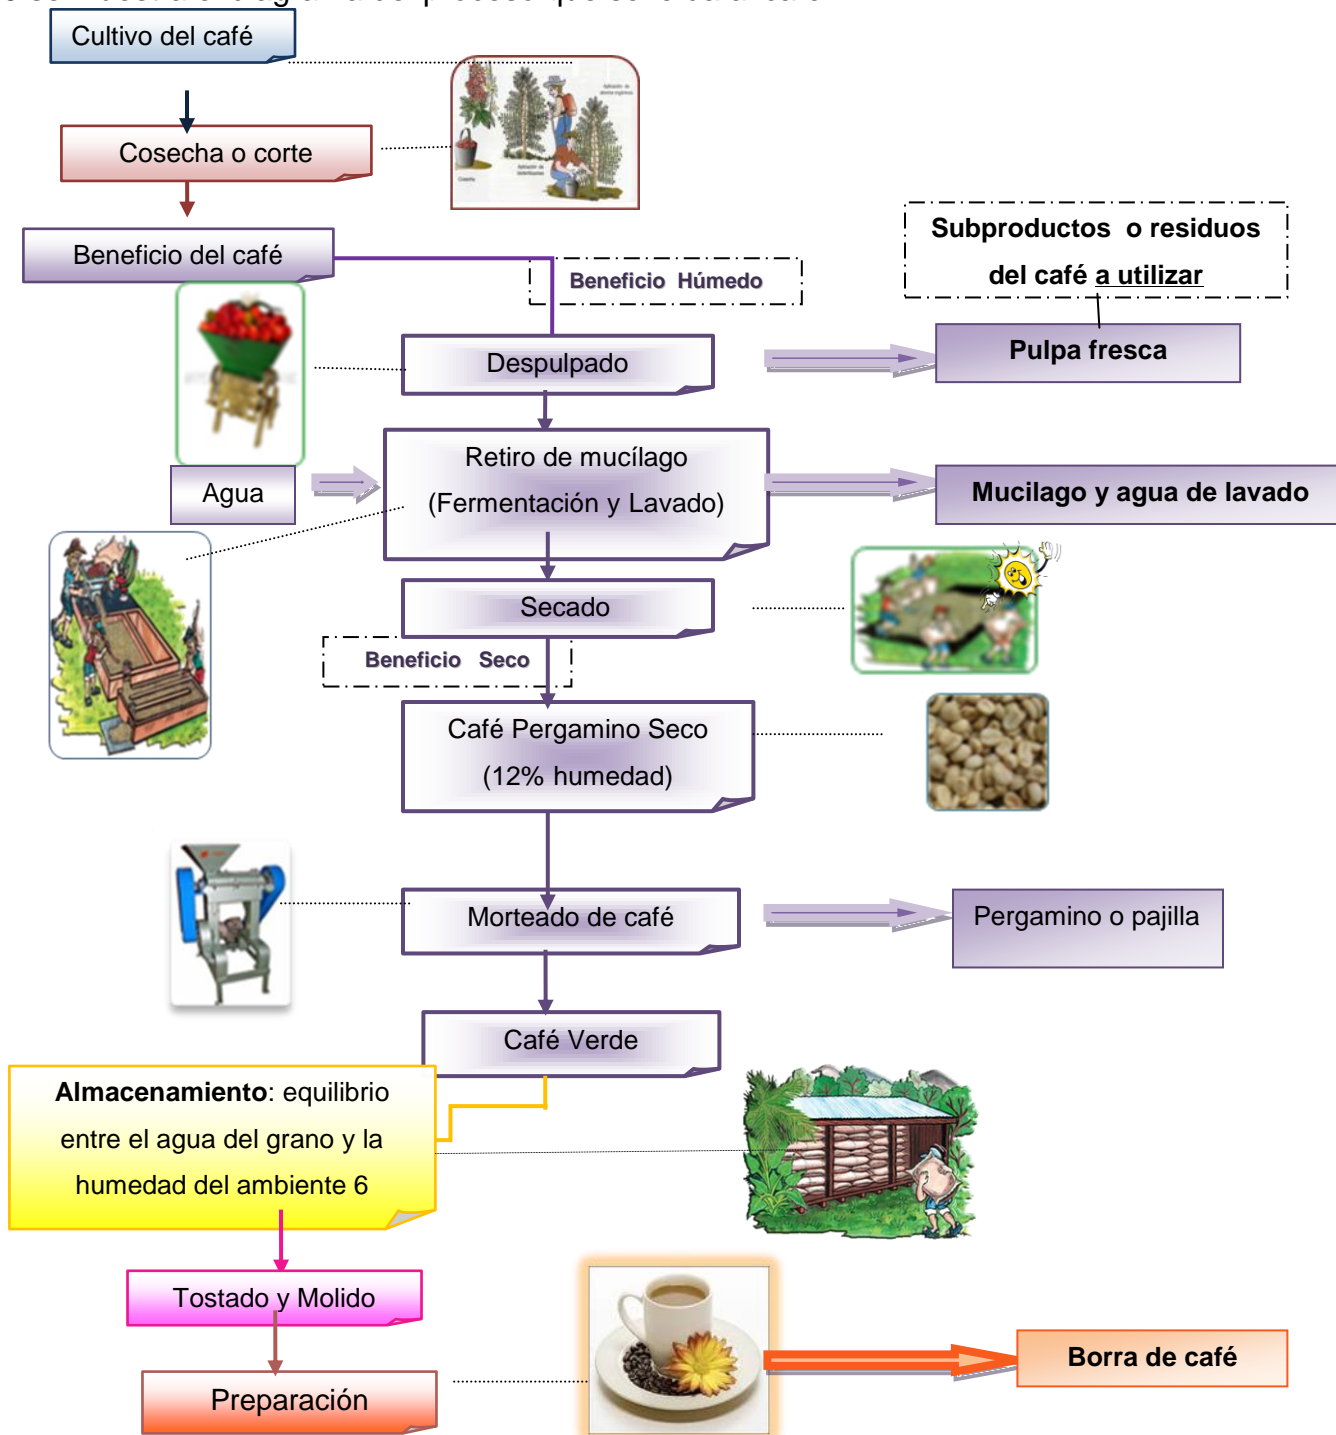 Cultivo del café
Cosecha o corte
Beneficio del café
Beneficio Húmedo
Subproductos o residuos
del café a utilizar
Despulpado
Pulpa fresca
Retiro de mucílago
(Fermentación y Lavado)
Agua
Mucilago y agua de lavado
Secado
Beneficio Seco
Café Pergamino Seco
(12% humedad)
Morteado de café
Pergamino o pajilla
Café Verde
Almacenamiento: equilibrio
entre el agua del grano y la
humedad del ambiente 6
Tostado y Molido
Preparación
Borra de café